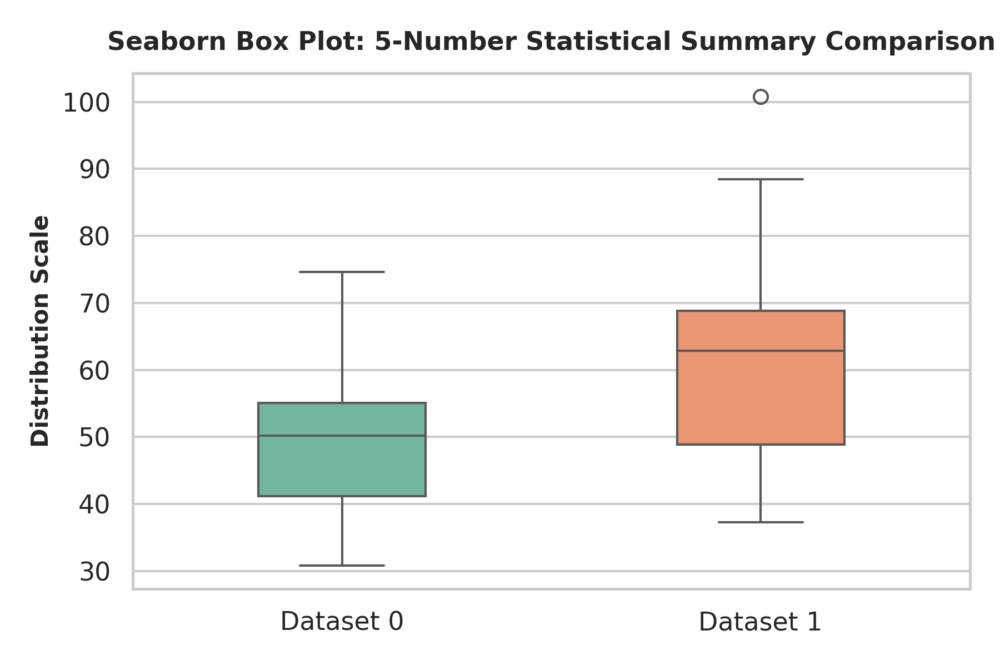 Seaborn Box Plot: 5-Number Statistical Summary Comparison
100
90
80
70
60
50
40
30
Distribution Scale
Dataset 0
Dataset 1